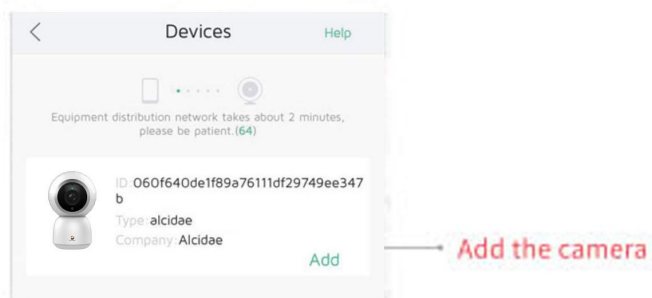 Devices
Help
Equipment distribution network takes about 2 minutes,
please be patient.(64)
ID:060f640de1f89a76111df29749ee347
b
Type:alcidae
Company:Alcidae
Add
Add the camera